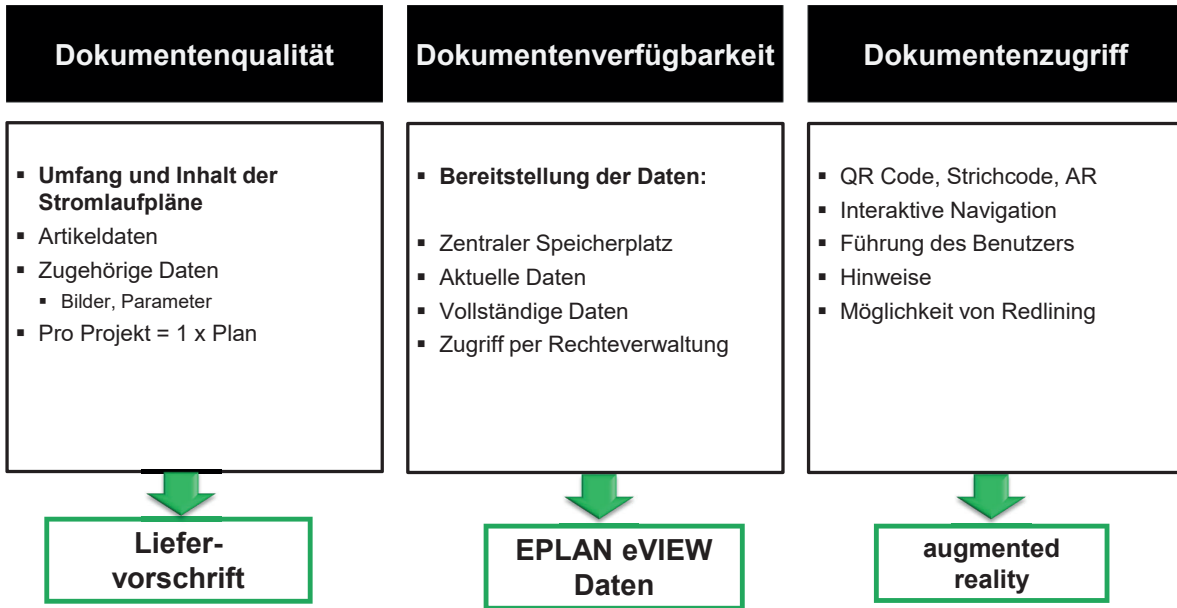 Dokumentenqualität
▪ Umfang und Inhalt der
Stromlaufpläne
▪ Artikeldaten
▪ Zugehörige Daten
▪ Bilder, Parameter
▪ Pro Projekt = 1 x Plan
Liefer-
vorschrift
Dokumentenverfügbarkeit
▪ Bereitstellung der Daten:
▪ Zentraler Speicherplatz
▪ Aktuelle Daten
▪ Vollständige Daten
▪ Zugriff per Rechteverwaltung
EPLAN eVIEW
Daten
Dokumentenzugriff
▪ QR Code, Strichcode, AR
▪ Interaktive Navigation
▪ Führung des Benutzers
▪ Hinweise
▪ Möglichkeit von Redlining
augmented
reality